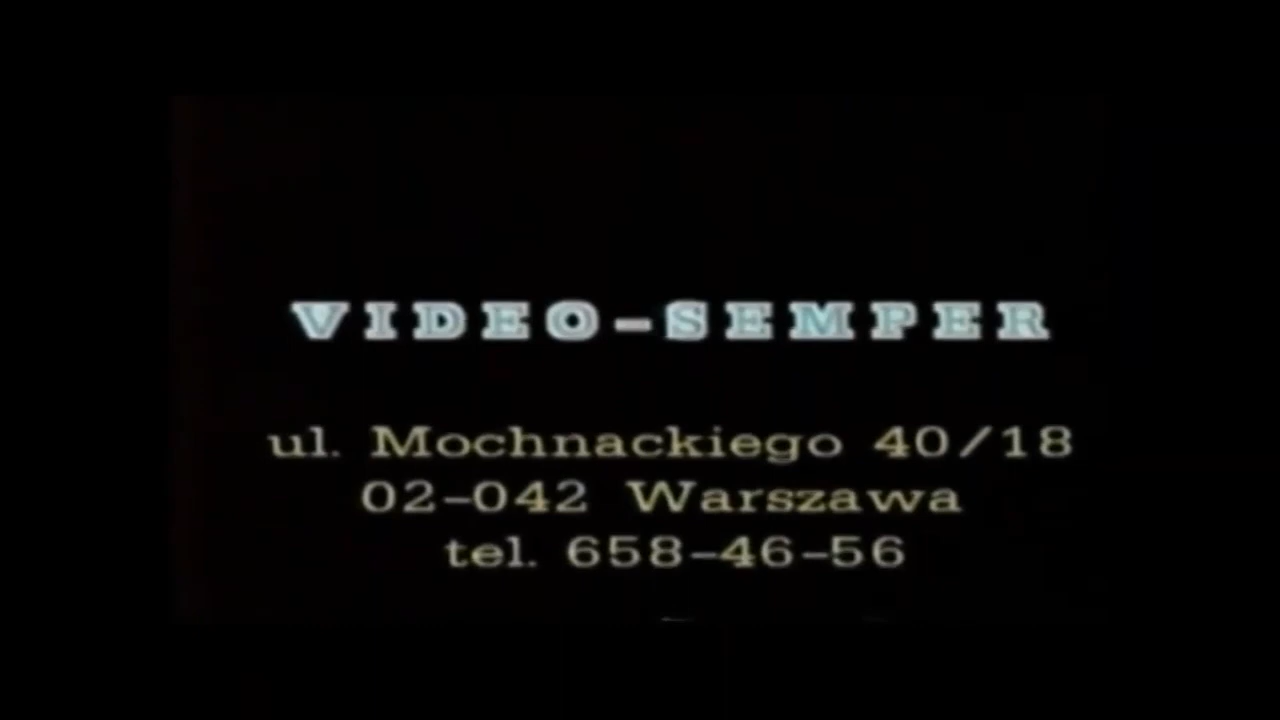 VIDEO-SEMPER
ul. Mochnackiego 40/18
02-042 Warszawa
tel. 658-46-56